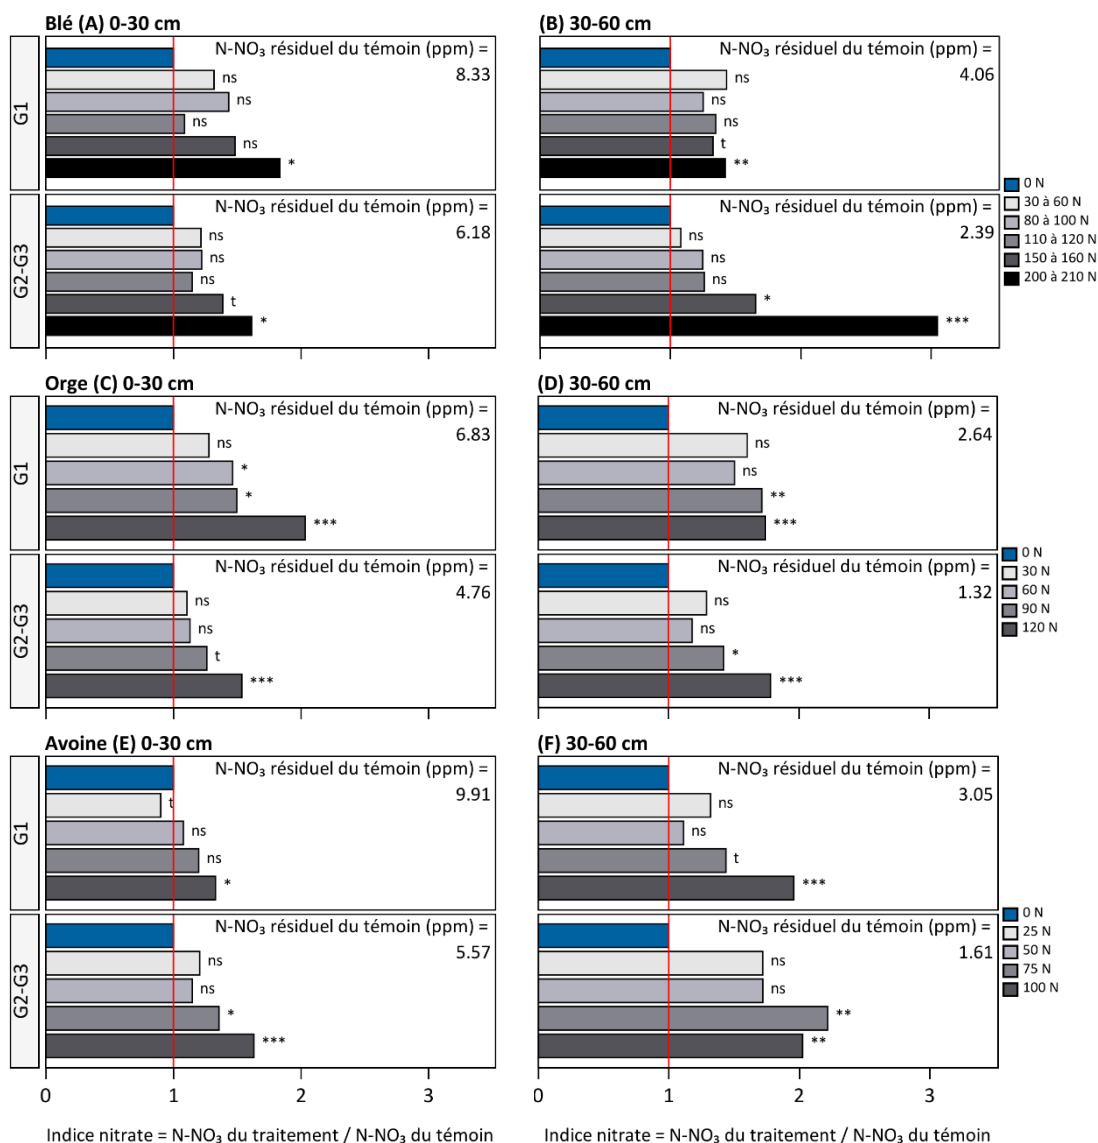 Blé (A) 0-30 cm
G1
N-NO₃ résiduel du témoin (ppm) =
8.33
ns
ns
ns
ns
*
G2-G3
N-NO₃ résiduel du témoin (ppm) =
6.18
ns
ns
ns
t
*
(B) 30-60 cm
N-NO₃ résiduel du témoin (ppm) =
4.06
ns
ns
ns
t
**
N-NO₃ résiduel du témoin (ppm) =
2.39
ns
ns
ns
*
***
0 N
30 à 60 N
80 à 100 N
110 à 120 N
150 à 160 N
200 à 210 N
Orge (C) 0-30 cm
G1
N-NO₃ résiduel du témoin (ppm) =
6.83
ns
*
*
***
G2-G3
N-NO₃ résiduel du témoin (ppm) =
4.76
ns
ns
t
***
(D) 30-60 cm
N-NO₃ résiduel du témoin (ppm) =
2.64
ns
ns
**
***
N-NO₃ résiduel du témoin (ppm) =
1.32
ns
ns
*
***
0 N
30 N
60 N
90 N
120 N
Avoine (E) 0-30 cm
G1
N-NO₃ résiduel du témoin (ppm) =
9.91
t
ns
ns
*
G2-G3
N-NO₃ résiduel du témoin (ppm) =
5.57
ns
ns
*
***
0 1 2 3
Indice nitrate = N-NO₃ du traitement / N-NO₃ du témoin
(F) 30-60 cm
N-NO₃ résiduel du témoin (ppm) =
3.05
ns
ns
t
***
N-NO₃ résiduel du témoin (ppm) =
1.61
ns
ns
**
**
0 1 2 3
Indice nitrate = N-NO₃ du traitement / N-NO₃ du témoin
0 N
25 N
50 N
75 N
100 N